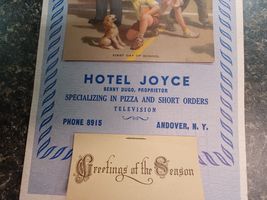 FIRST DAY OF SCHOOL
HOTEL JOYCE
BENNY DUGO, PROPRIETOR
SPECIALIZING IN PIZZA AND SHORT ORDERS
TELEVISION
PHONE 8915
ANDOVER, N. Y.
Greetings of the Season